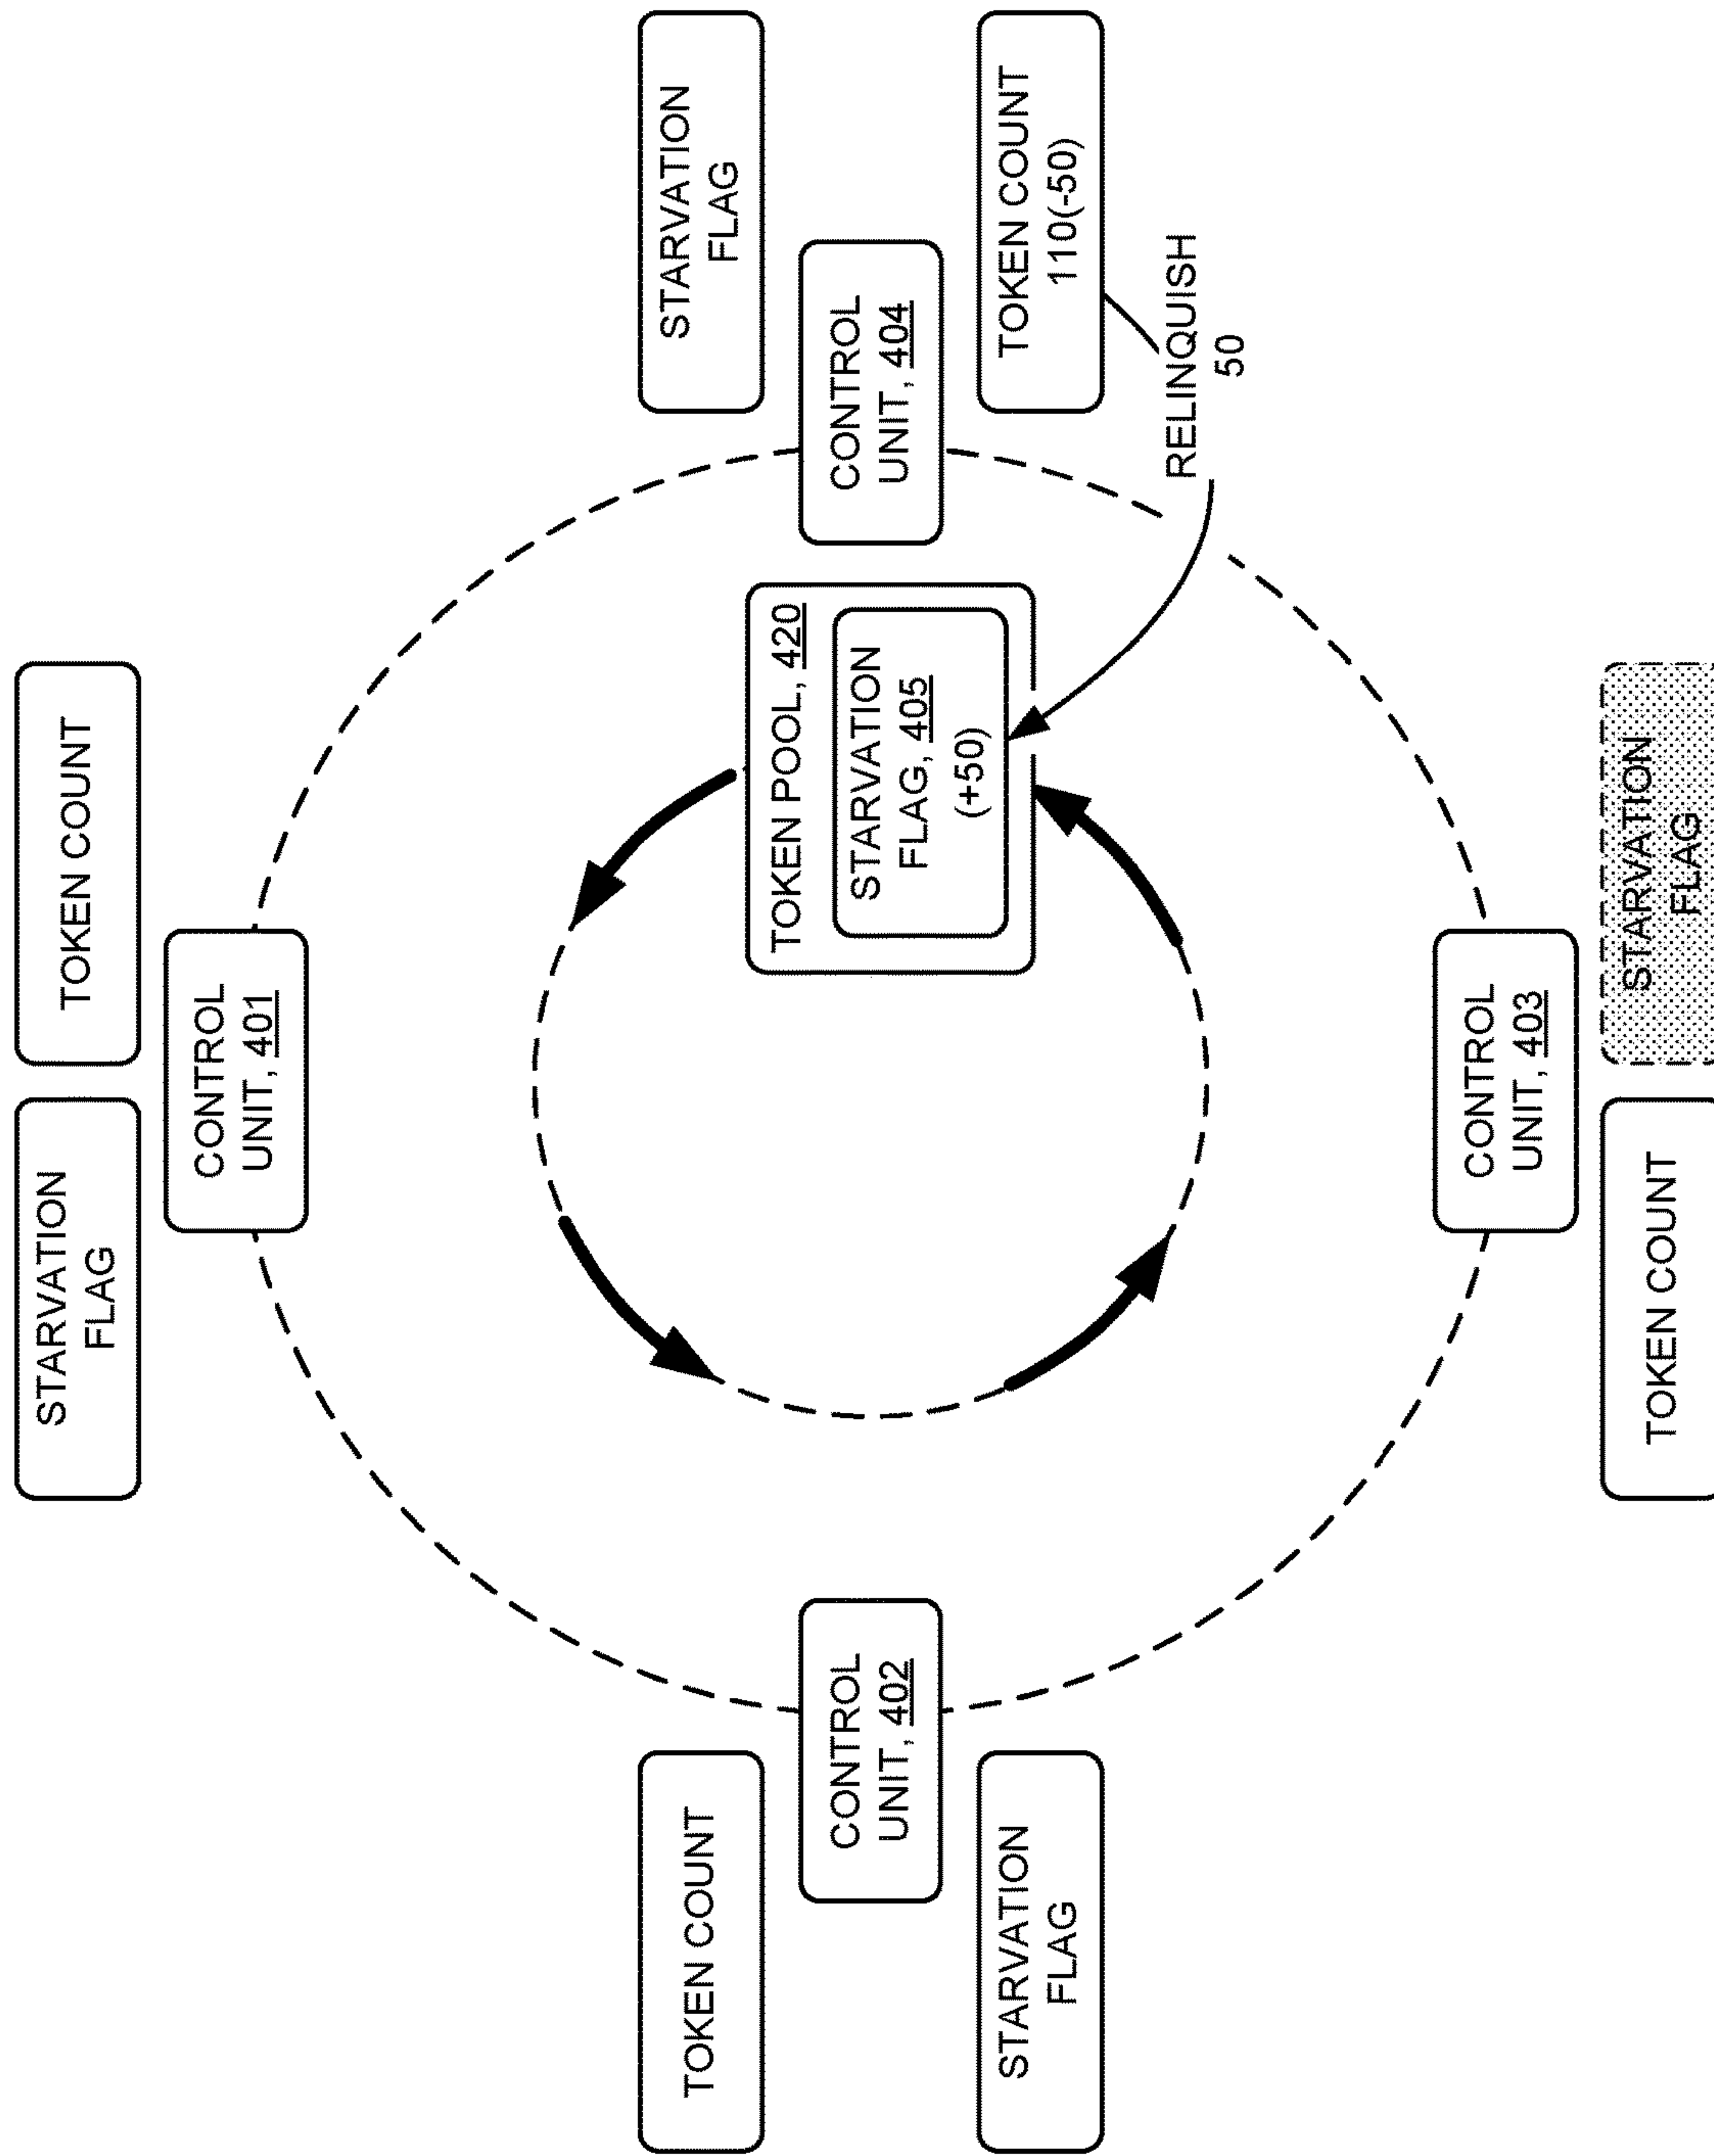 STARVATION
FLAG
TOKEN COUNT
CONTROL
UNIT, 401
TOKEN COUNT
CONTROL
UNIT, 402
STARVATION
FLAG
TOKEN POOL, 420
STARVATION
FLAG, 405
(+50)
STARVATION
FLAG
CONTROL
UNIT, 404
TOKEN COUNT
110(-50)
RELINQUISH
50
CONTROL
UNIT, 403
TOKEN COUNT
STARVATION
FLAG